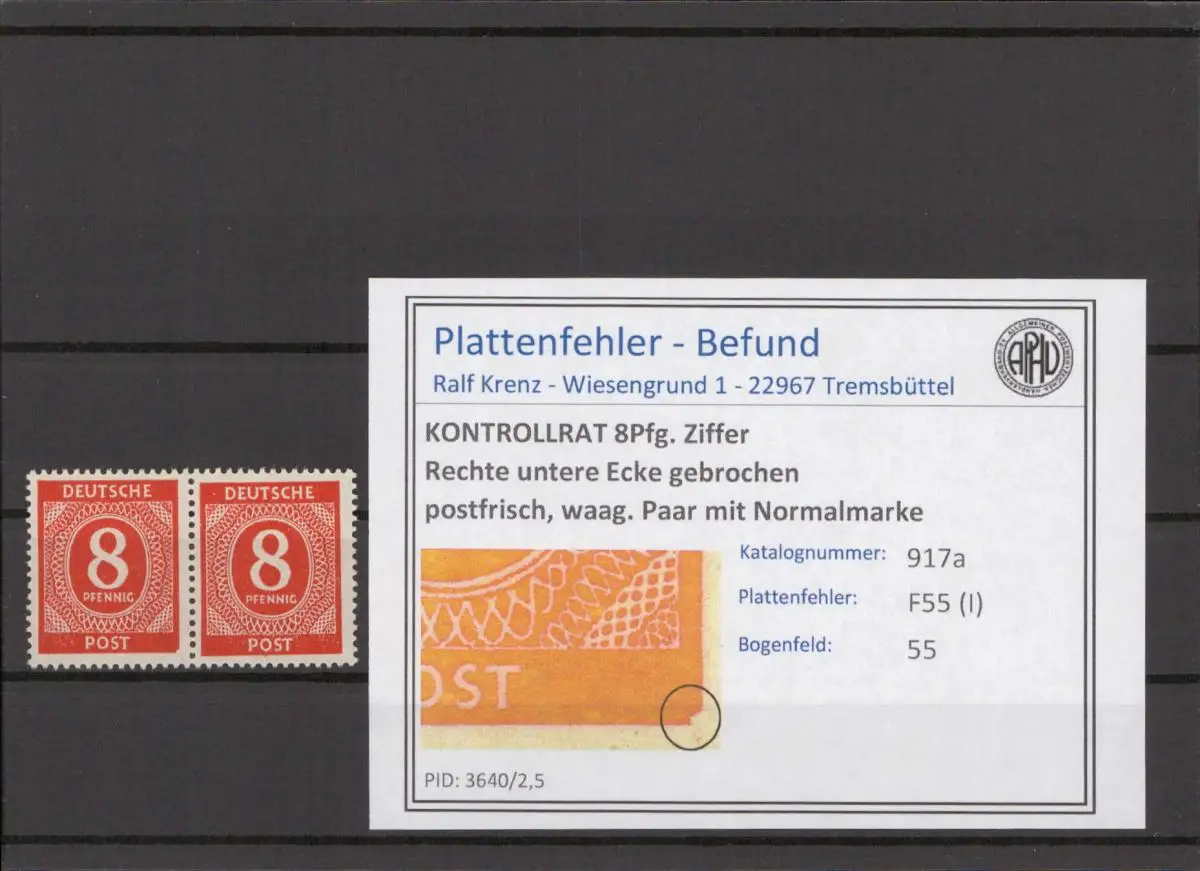 DEUTSCHE
8
PFENNIG
POST
DEUTSCHE
8
PFENNIG
POST
Plattenfehler - Befund
Ralf Krenz - Wiesengrund 1 - 22967 Tremsbüttel
APHV
KONTROLLRAT 8Pfg. Ziffer
Rechte untere Ecke gebrochen
postfrisch, waag. Paar mit Normalmarke
OST
Katalognummer: 917a
Plattenfehler: F55 (I)
Bogenfeld: 55
PID: 3640/2,5